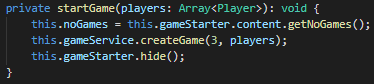 private startGame(players: Array<Player>): void {
this.noGames = this.gameStarter.content.getNoGames();
this.gameService.createGame(3, players);
this.gameStarter.hide();
}